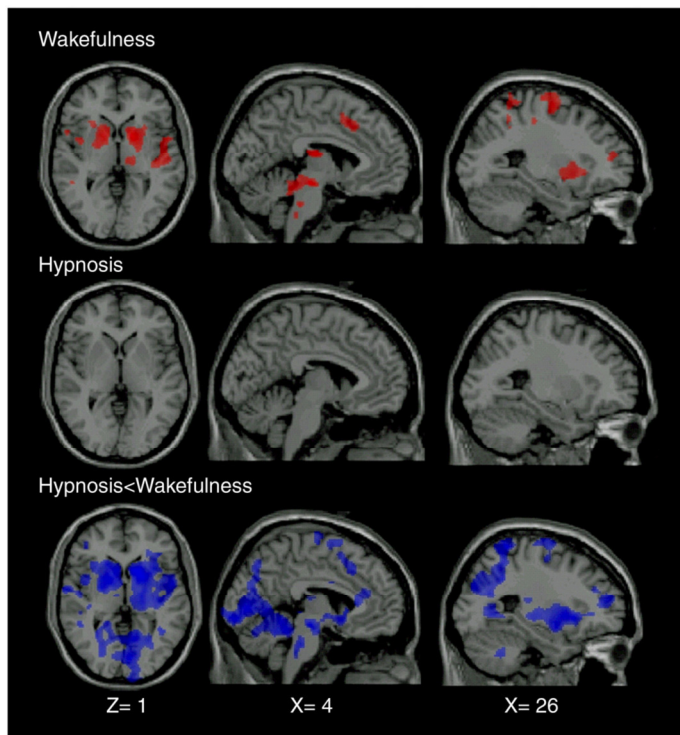 Wakefulness
Hypnosis
Hypnosis<Wakefulness
Z= 1 X= 4 X= 26